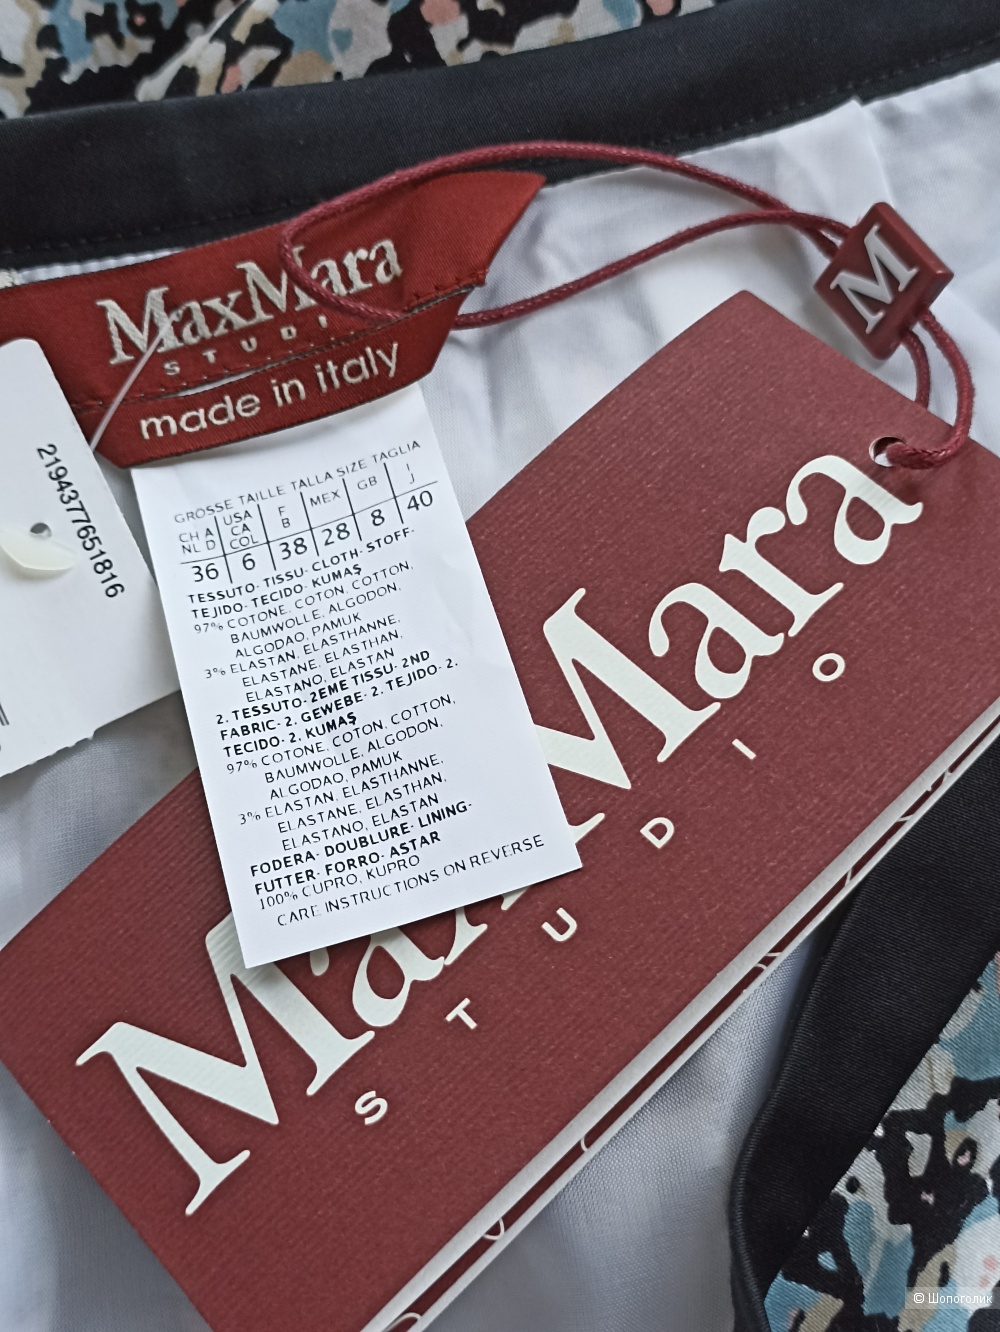 MaxMara
STUDI
made in italy
2194377651816
GROSSE TAILLE TALLA SIZE TAGLIA
CH A NL D
USA CA COL
F B
MEX
GB
I J
36 6 38 28 8 40
TESSUTO- TISSU- CLOTH- STOFF-
TEJIDO- TECIDO- KUMAŞ
97% COTONE, COTON, COTTON,
BAUMWOLLE, ALGODON,
ALGODAO, PAMUK
3% ELASTAN, ELASTHANNE,
ELASTANE, ELASTHAN,
ELASTANO, ELASTAN
2. TESSUTO- 2EME TISSU- 2ND
FABRIC- 2. GEWEBE- 2. TEJIDO- 2.
TECIDO- 2. KUMAŞ
97% COTONE, COTON, COTTON,
BAUMWOLLE, ALGODON,
ALGODAO, PAMUK
3% ELASTAN, ELASTHANNE,
ELASTANE, ELASTHAN,
ELASTANO, ELASTAN
FODERA- DOUBLURE- LINING-
FUTTER- FORRO- ASTAR
100% CUPRO, KUPRO
CARE INSTRUCTIONS ON REVERSE
M
MaxMara
STUDIO
© Шопоголик